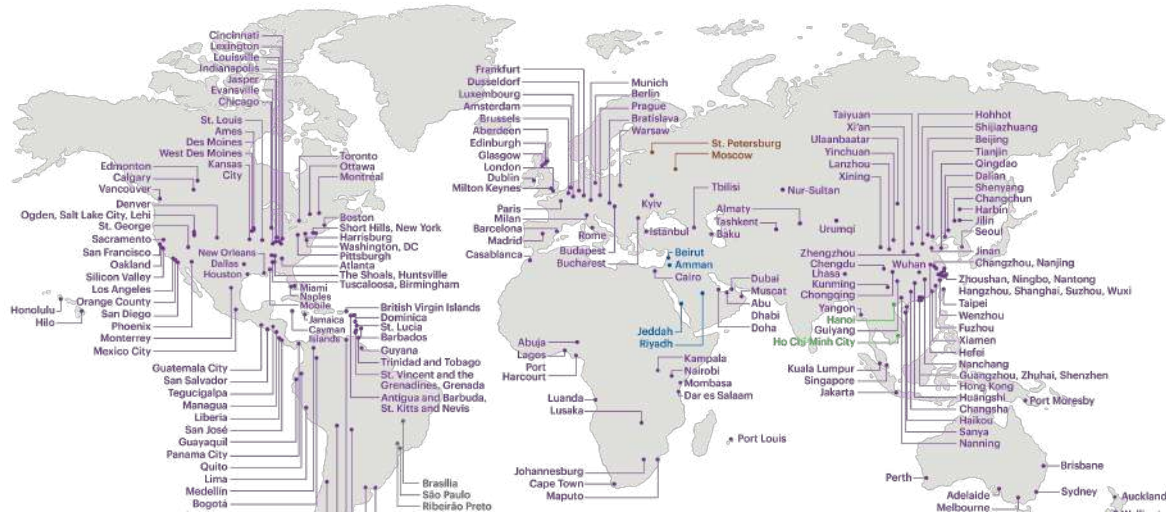 Cincinnati
Lexington
Louisville
Indianapolis
Jasper
Evansville
Chicago
St. Louis
Ames
Des Moines
West Des Moines
Kansas
City
Edmonton
Calgary
Vancouver
Denver
Ogden, Salt Lake City, Lehi
St. George
Sacramento
San Francisco
Oakland
Silicon Valley
Los Angeles
Orange County
San Diego
Phoenix
Monterrey
Mexico City
Honolulu
Hilo
New Orleans
Dallas
Houston
Toronto
Ottawa
Montreal
Boston
Short Hills, New York
Harrisburg
Washington, DC
Pittsburgh
Atlanta
The Shoals, Huntsville
Tuscaloosa, Birmingham
Miami
Naples
Mobile
Jamaica
Cayman
Islands
British Virgin Islands
Dominica
St. Lucia
Barbados
Guyana
Trinidad and Tobago
St. Vincent and the
Grenadines, Grenada
Antigua and Barbuda,
St. Kitts and Nevis
Guatemala City
San Salvador
Tegucigalpa
Managua
Liberia
San José
Guayaquil
Panama City
Quito
Lima
Medellín
Bogotá
Brasília
São Paulo
Ribeirão Preto
Frankfurt
Dusseldorf
Luxembourg
Amsterdam
Brussels
Aberdeen
Edinburgh
Glasgow
London
Dublin
Milton Keynes
Paris
Milan
Barcelona
Madrid
Casablanca
Rome
Budapest
Bucharest
Munich
Berlin
Prague
Bratislava
Warsaw
St. Petersburg
Moscow
Kyiv
Istanbul
Tbilisi
Nur-Sultan
Almaty
Tashkent
Baku
Beirut
Amman
Cairo
Dubai
Muscat
Abu
Dhabi
Doha
Jeddah
Riyadh
Abuja
Lagos
Port
Harcourt
Luanda
Lusaka
Kampala
Nairobi
Mombasa
Dar es Salaam
Port Louis
Johannesburg
Cape Town
Maputo
Taiyuan
Xi'an
Ulaanbaatar
Yinchuan
Lanzhou
Xining
Urumqi
Zhengzhou
Chengdu
Lhasa
Kunming
Chongqing
Yangon
Hanoi
Guiyang
Ho Chi Minh City
Wuhan
Kuala Lumpur
Singapore
Jakarta
Hohhot
Shijiazhuang
Beijing
Tianjin
Qingdao
Dalian
Shenyang
Changchun
Harbin
Jilin
Seoul
Jinan
Changzhou, Nanjing
Zhoushan, Ningbo, Nantong
Hangzhou, Shanghai, Suzhou, Wuxi
Taipei
Wenzhou
Fuzhou
Xiamen
Hefei
Nanchang
Guangzhou, Zhuhai, Shenzhen
Hong Kong
Huangshi
Changsha
Haikou
Sanya
Nanning
Port Moresby
Perth
Adelaide
Melbourne
Brisbane
Sydney
Auckland